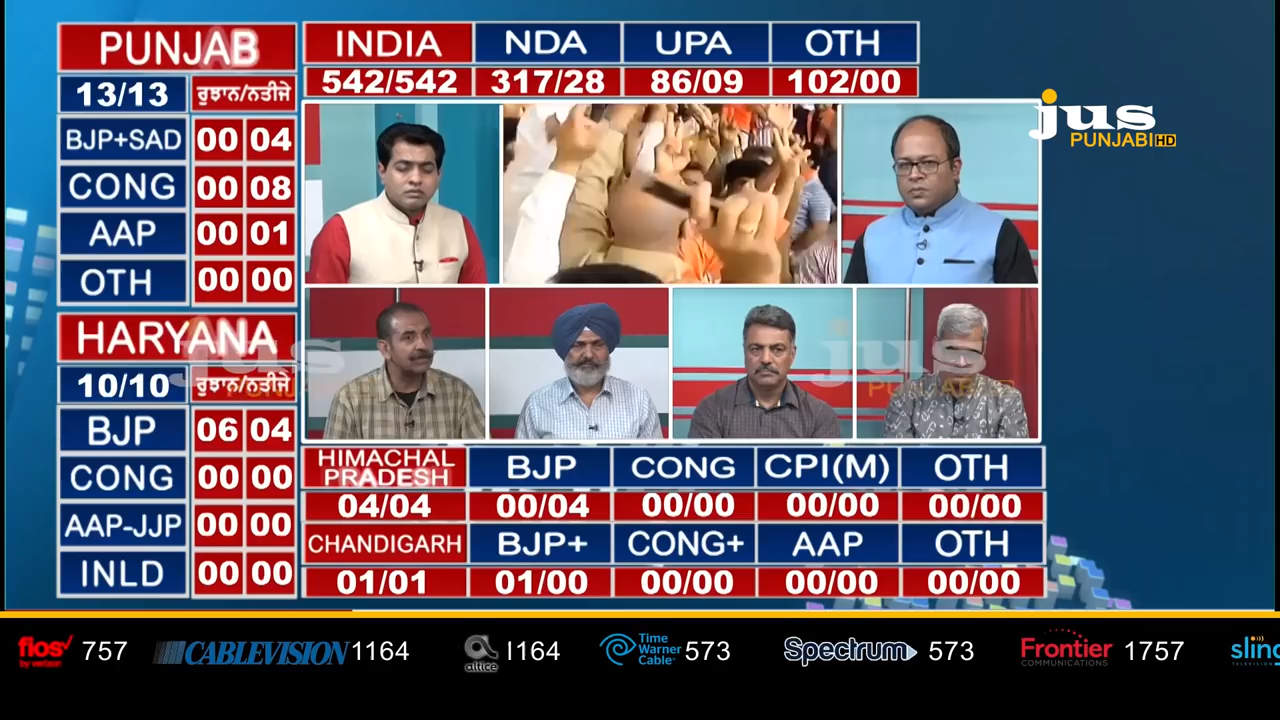 PUNJAB
13/13 ਰੁਝਾਨ/ਨਤੀਜੇ
BJP+SAD 00 04
CONG 00 08
AAP 00 01
OTH 00 00
HARYANA
10/10 ਰੁਝਾਨ/ਨਤੀਜੇ
BJP 06 04
CONG 00 00
AAP-JJP 00 00
INLD 00 00
INDIA NDA UPA OTH
542/542 317/28 86/09 102/00
jus
PUNJABI HD
jus
PUNJABI
jus
PUNJABI
HIMACHAL
PRADESH BJP CONG CPI(M) OTH
04/04 00/04 00/00 00/00 00/00
CHANDIGARH BJP+ CONG+ AAP OTH
01/01 01/00 00/00 00/00 00/00
fios
by verizon 757
CABLEVISION 1164
altice I164
Time
Warner
Cable 573
Spectrum 573
Frontier
COMMUNICATIONS 1757